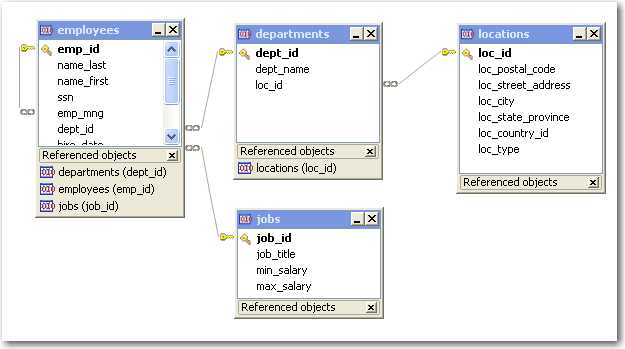 employees
emp_id
name_last
name_first
ssn
emp_mng
dept_id
hire_date
Referenced objects
departments (dept_id)
employees (emp_id)
jobs (job_id)
departments
dept_id
dept_name
loc_id
Referenced objects
locations (loc_id)
locations
loc_id
loc_postal_code
loc_street_address
loc_city
loc_state_province
loc_country_id
loc_type
Referenced objects
jobs
job_id
job_title
min_salary
max_salary
Referenced objects